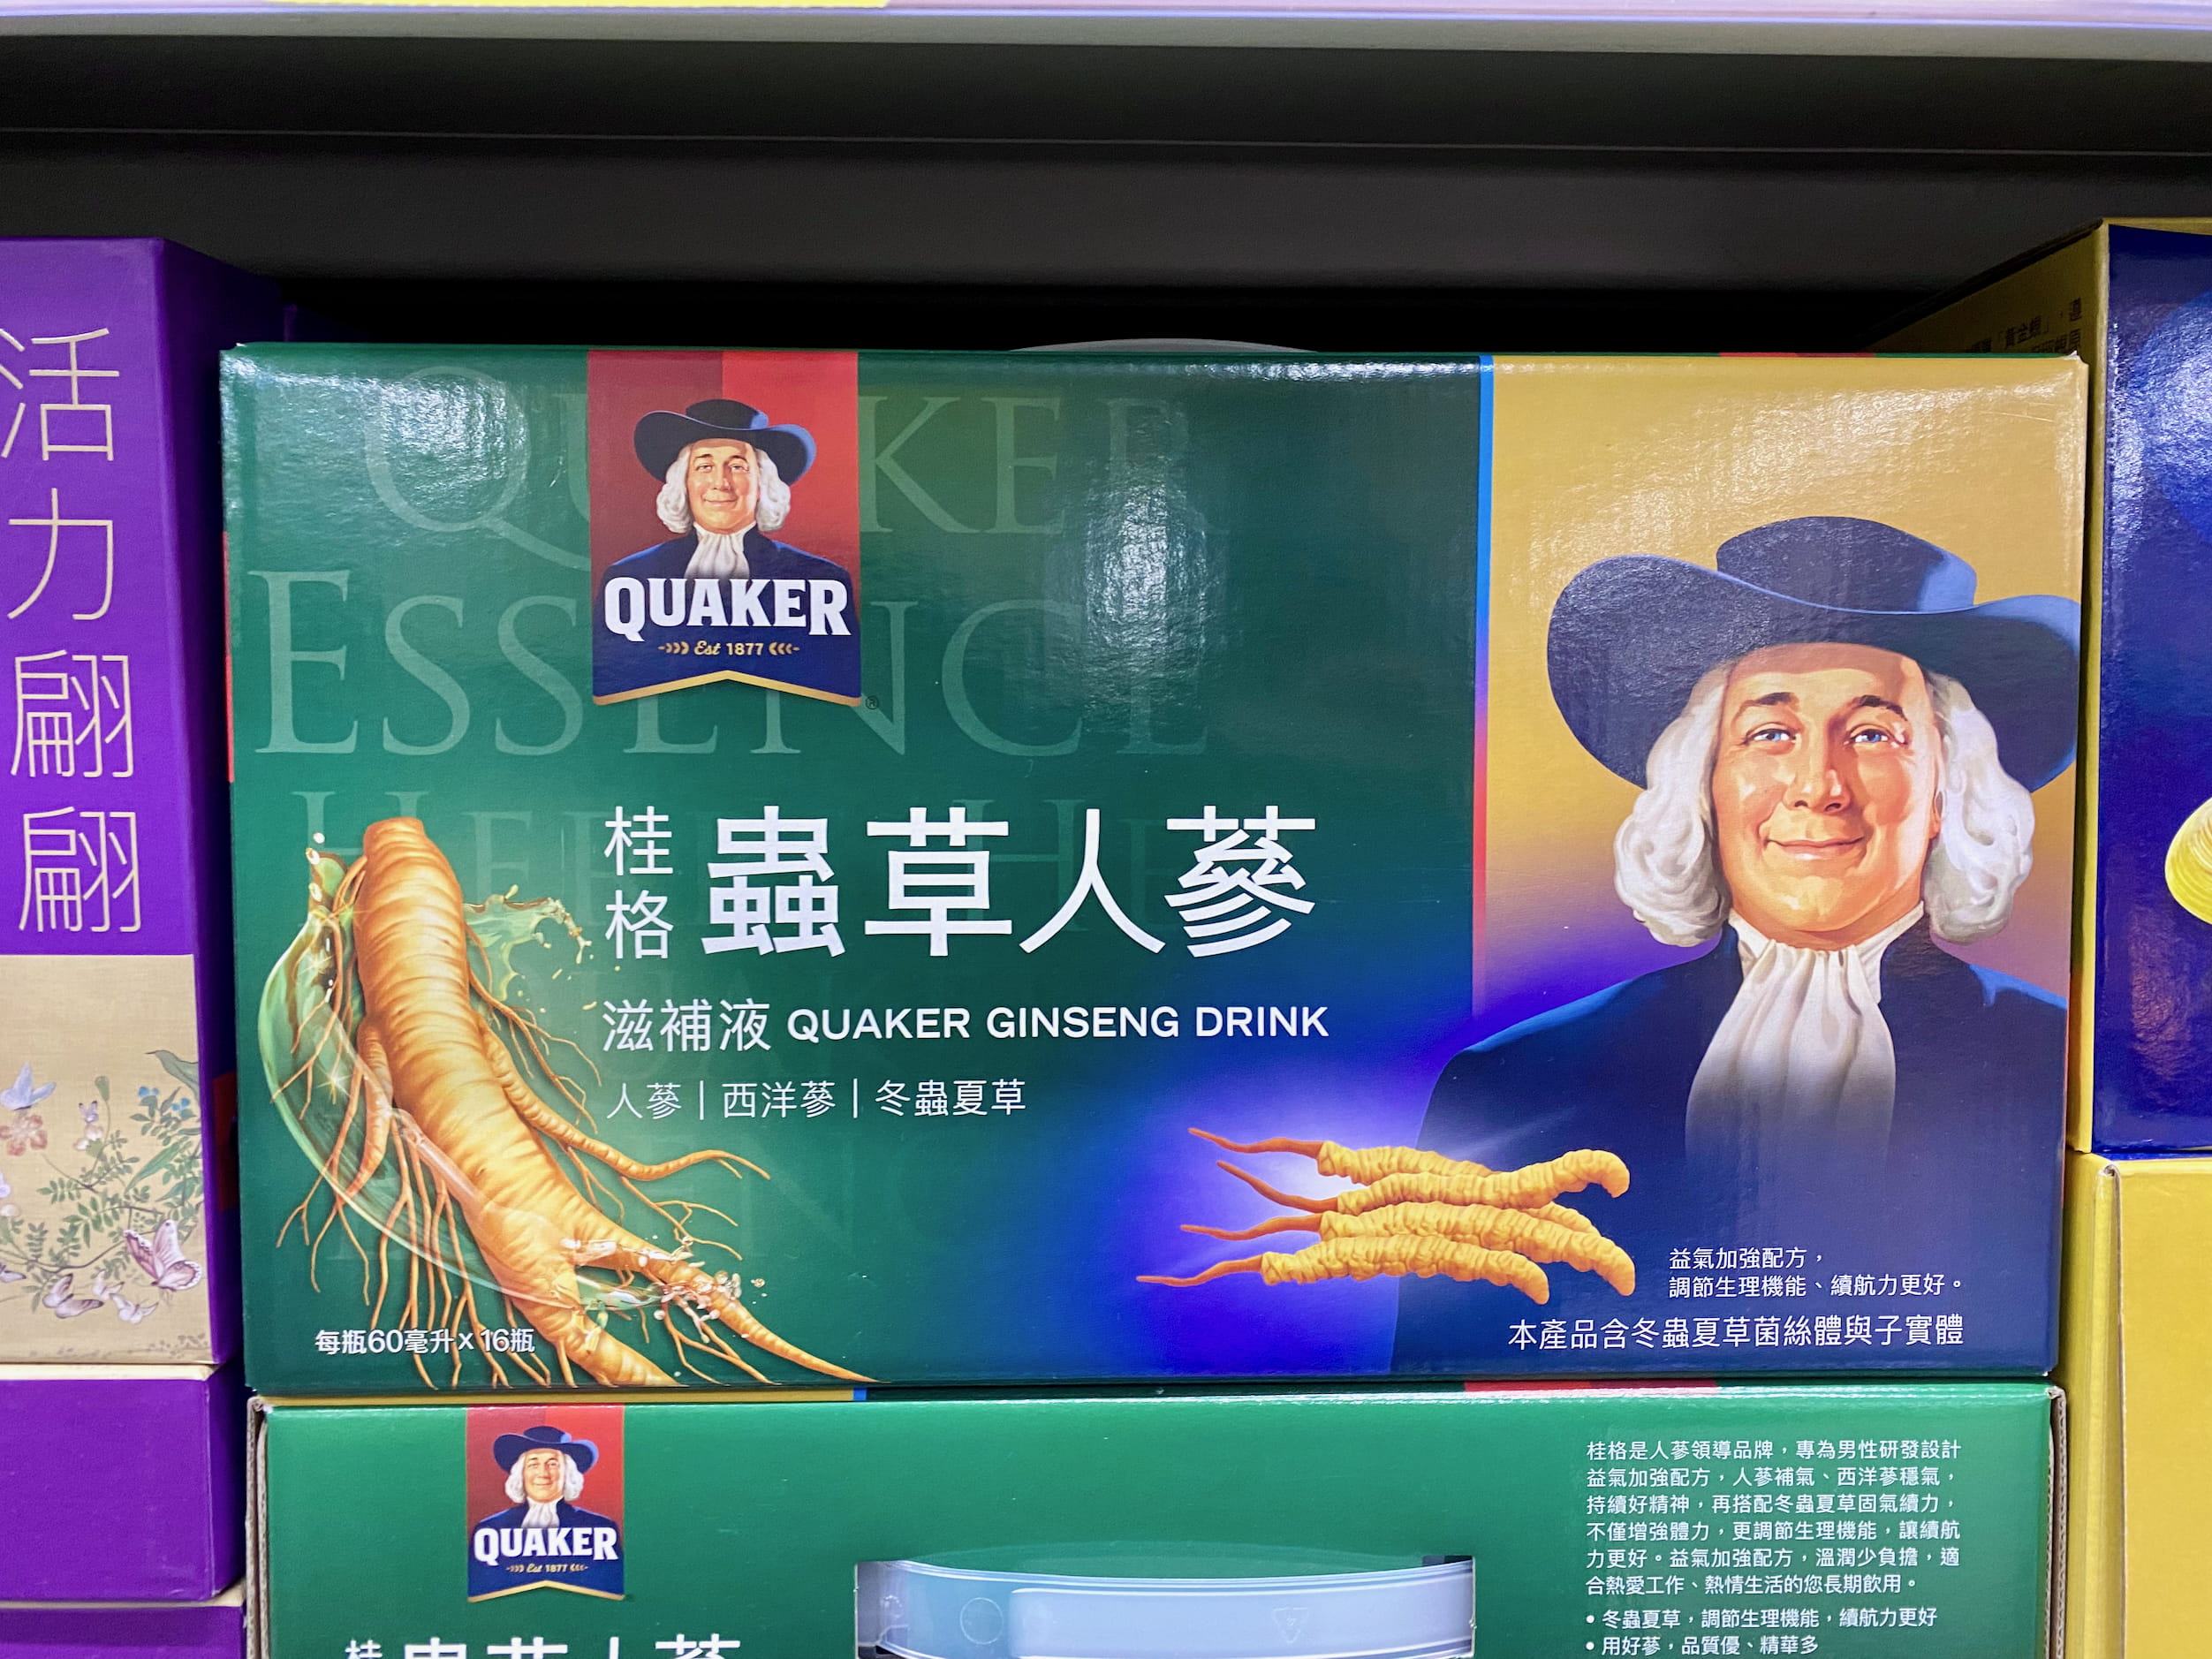 活力翩翩
QUAKER
ESSENCE
QUAKER
Est 1877
®
桂格
蟲草人蔘
滋補液 QUAKER GINSENG DRINK
人蔘|西洋蔘|冬蟲夏草
每瓶60毫升x 16瓶
益氣加強配方，
調節生理機能、續航力更好。
本產品含冬蟲夏草菌絲體與子實體
QUAKER
Est 1877
桂
蟲草人蔘
桂格是人蔘領導品牌，專為男性研發設計
益氣加強配方，人蔘補氣、西洋蔘穩氣，
持續好精神，再搭配冬蟲夏草固氣續力，
不僅增強體力，更調節生理機能，讓續航
力更好。益氣加強配方，溫潤少負擔，適
合熱愛工作、熱情生活的您長期飲用。
• 冬蟲夏草，調節生理機能，續航力更好
• 用好蔘，品質優、精華多